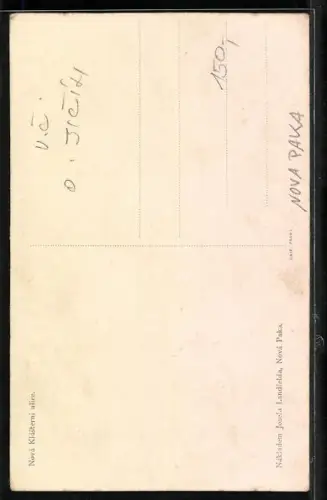 V.Č.
O. JIČÍN
150,-
NOVA PAKA
Nová Klášterní ulice.
Nákladem Josefa Landfelda, Nová Paka.